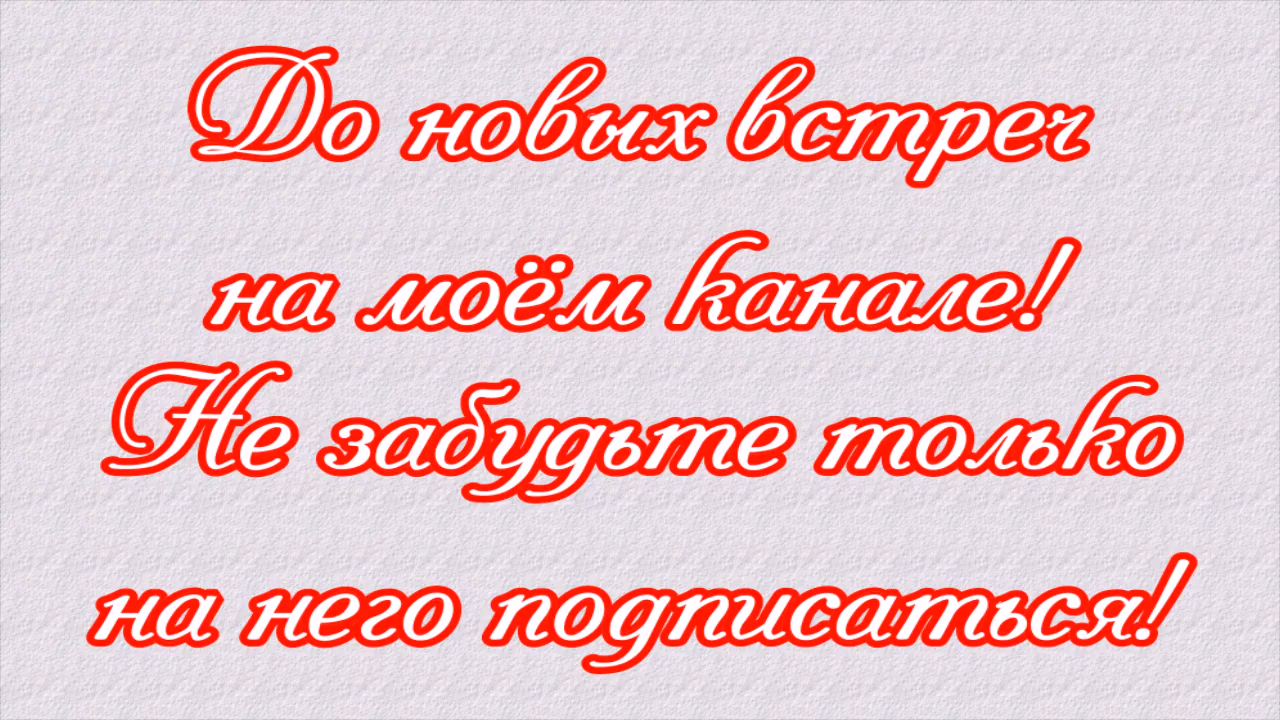 До новых встреч
на моём канале!
Не забудьте только
на него подписаться!